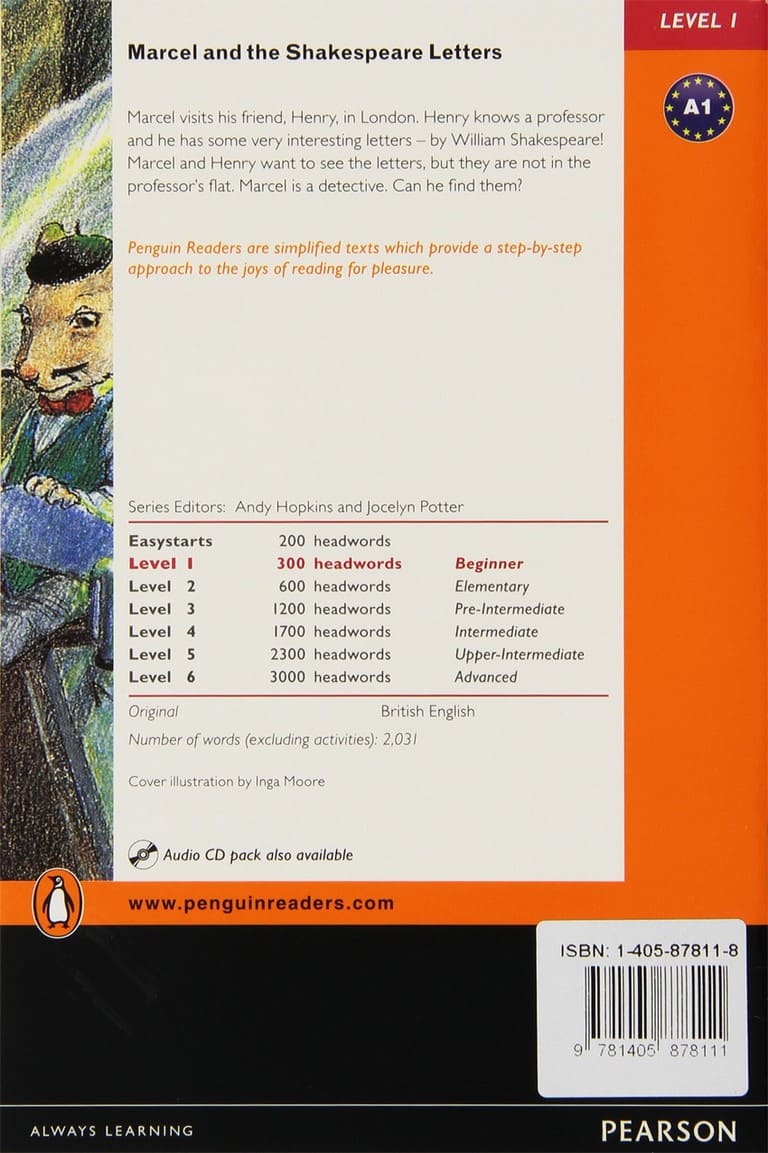 LEVEL 1
A1
Marcel and the Shakespeare Letters
Marcel visits his friend, Henry, in London. Henry knows a professor
and he has some very interesting letters – by William Shakespeare!
Marcel and Henry want to see the letters, but they are not in the
professor's flat. Marcel is a detective. Can he find them?
Penguin Readers are simplified texts which provide a step-by-step
approach to the joys of reading for pleasure.
Series Editors: Andy Hopkins and Jocelyn Potter
Easystarts 200 headwords
Level 1 300 headwords Beginner
Level 2 600 headwords Elementary
Level 3 1200 headwords Pre-Intermediate
Level 4 1700 headwords Intermediate
Level 5 2300 headwords Upper-Intermediate
Level 6 3000 headwords Advanced
Original British English
Number of words (excluding activities): 2,031
Cover illustration by Inga Moore
Audio CD pack also available
www.penguinreaders.com
ISBN: 1-405-87811-8
9 781405 878111
ALWAYS LEARNING
PEARSON